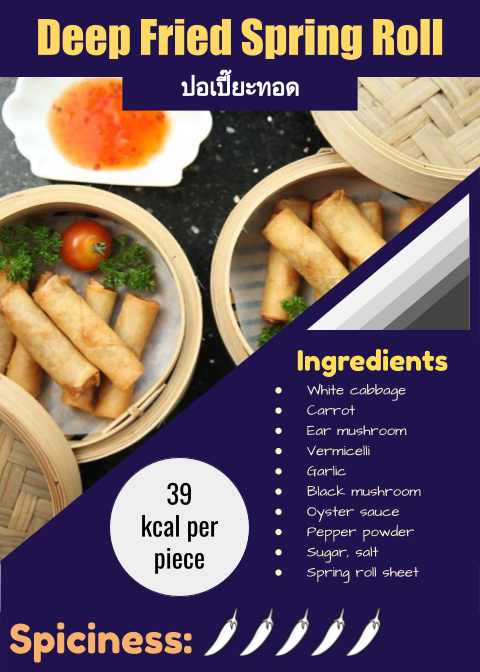 Deep Fried Spring Roll
ปอเปี๊ยะทอด
Ingredients
White cabbage
Carrot
Ear mushroom
Vermicelli
Garlic
Black mushroom
Oyster sauce
Pepper powder
Sugar, salt
Spring roll sheet
39
kcal per
piece
Spiciness: